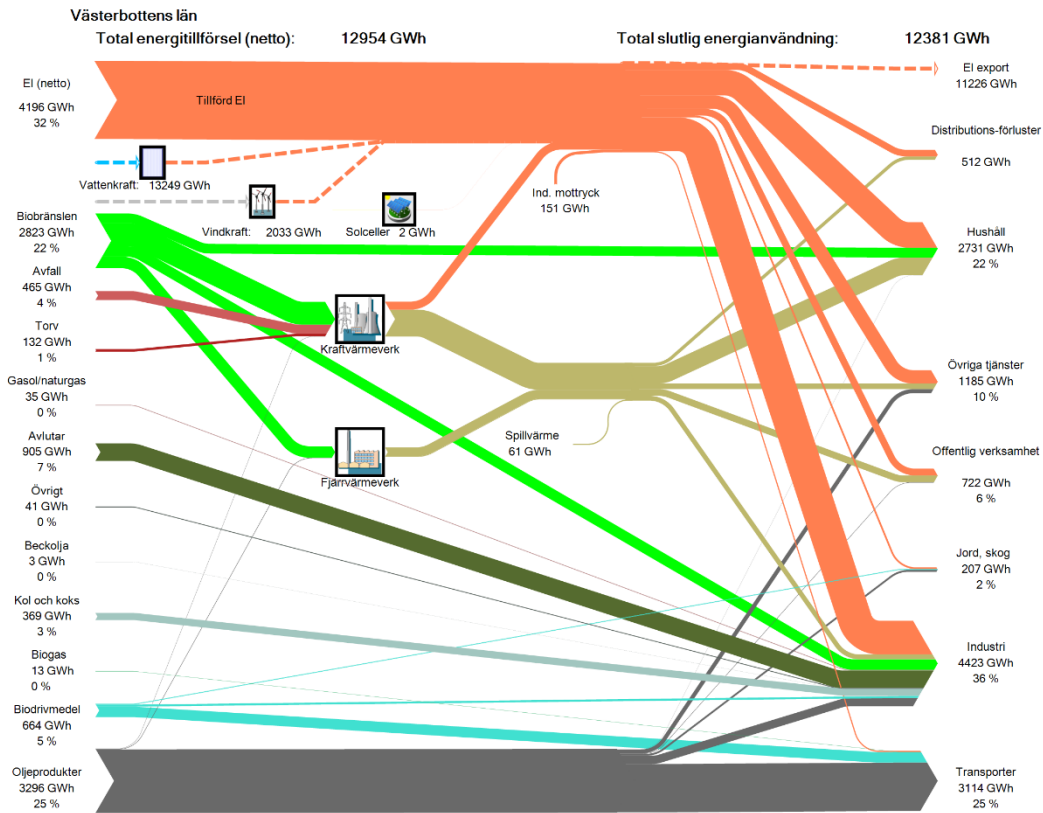 Västerbottens län
Total energitillförsel (netto): 12954 GWh
Total slutlig energianvändning: 12381 GWh
El (netto)
4196 GWh
32 %
Tillförd El
El export
11226 GWh
Distributions-förluster
512 GWh
Vattenkraft: 13249 GWh
Ind. mottryck
151 GWh
Vindkraft: 2033 GWh
Solceller 2 GWh
Biobränslen
2823 GWh
22 %
Hushåll
2731 GWh
22 %
Avfall
465 GWh
4 %
Torv
132 GWh
1 %
Kraftvärmeverk
Gasol/naturgas
35 GWh
0 %
Övriga tjänster
1185 GWh
10 %
Avlutar
905 GWh
7 %
Spillvärme
61 GWh
Offentlig verksamhet
722 GWh
6 %
Fjärrvärmeverk
Övrigt
41 GWh
0 %
Beckolja
3 GWh
0 %
Jord, skog
207 GWh
2 %
Kol och koks
369 GWh
3 %
Biogas
13 GWh
0 %
Industri
4423 GWh
36 %
Biodrivmedel
664 GWh
5 %
Oljeprodukter
3296 GWh
25 %
Transporter
3114 GWh
25 %